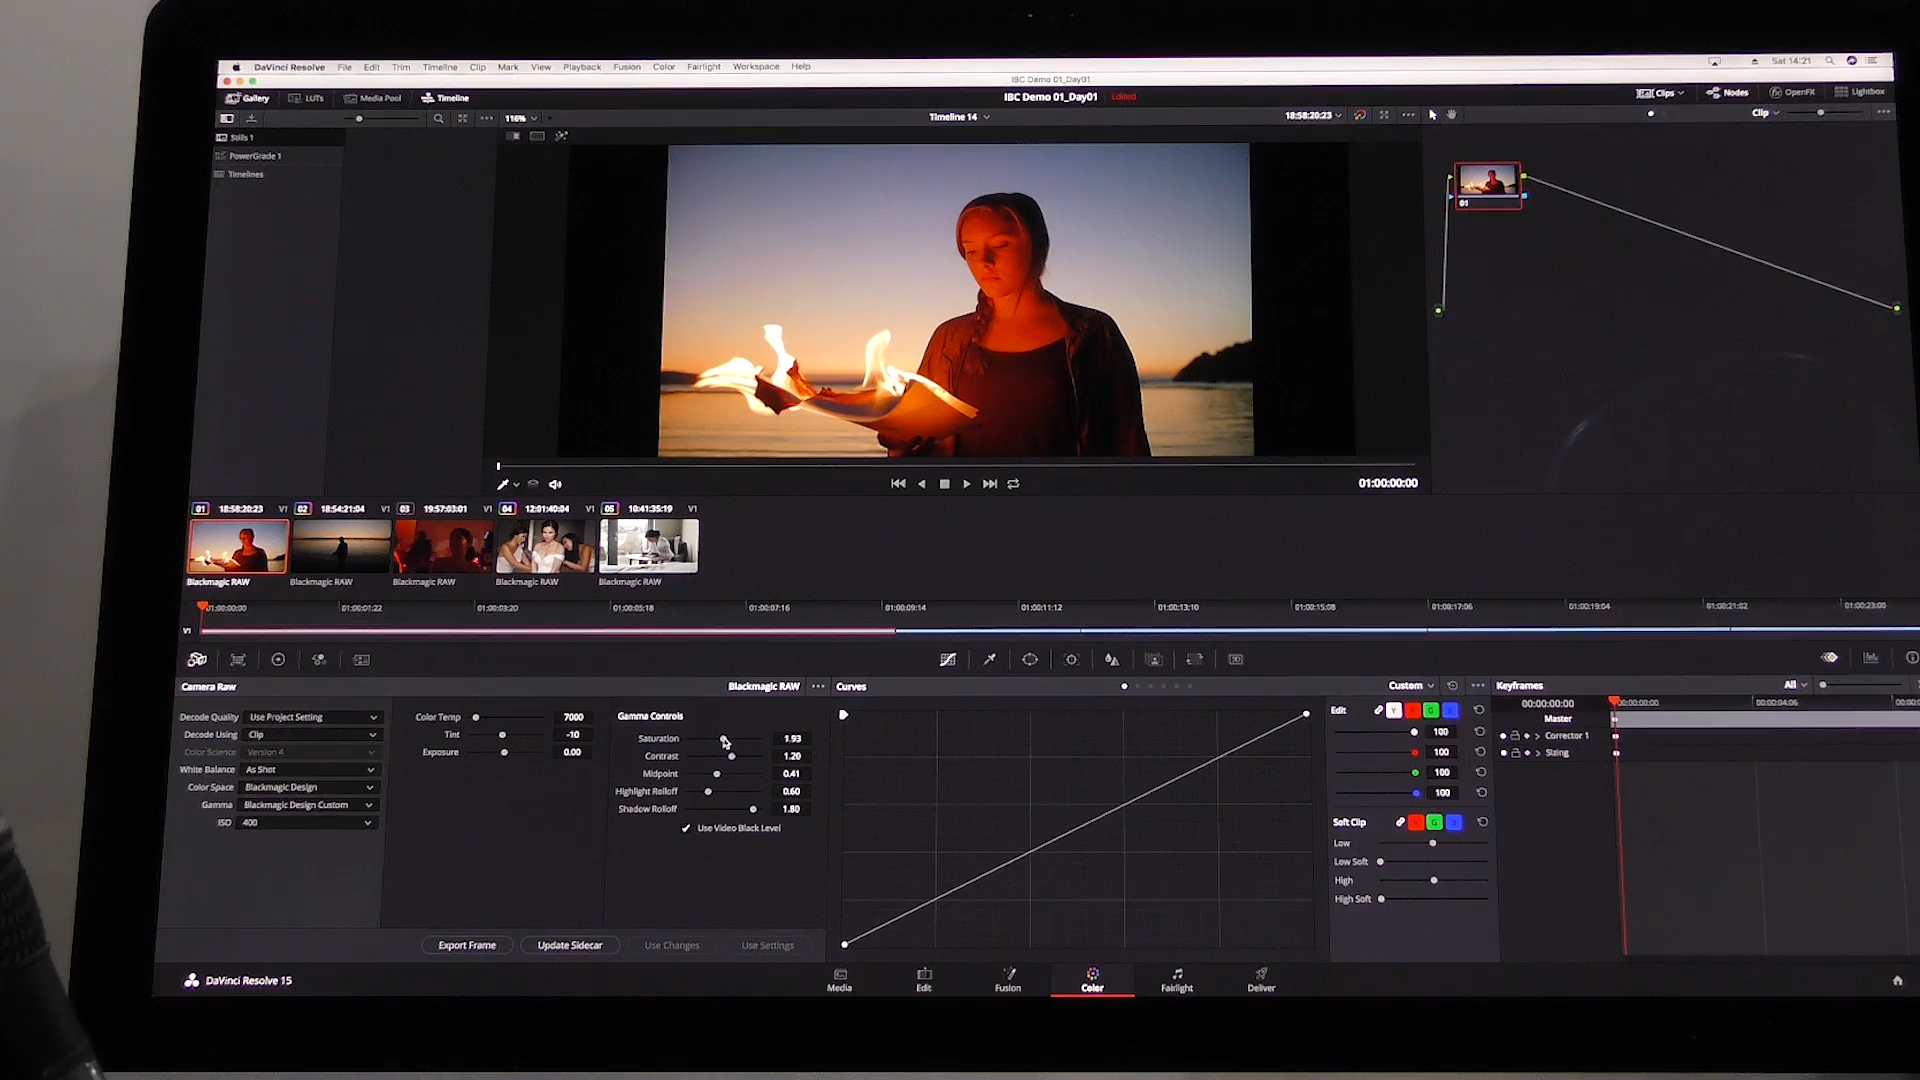 DaVinci Resolve File Edit Trim Timeline Clip Mark View Playback Fusion Color Fairlight Workspace Help Sat 14:21
IBC Demo 01_Day01
Gallery LUTs Media Pool Timeline IBC Demo 01_Day01 Edited Clips Nodes OpenFX Lightbox
116% Timeline 14 18:58:20:23 Clip
Stills 1
PowerGrade 1
Timelines
01
01:00:00:00
01 18:58:20:23 V1 02 18:54:21:04 V1 03 19:57:03:01 V1 04 12:01:40:04 V1 05 10:41:35:19 V1
Blackmagic RAW Blackmagic RAW Blackmagic RAW Blackmagic RAW Blackmagic RAW
01:00:00:00 01:00:01:22 01:00:03:20 01:00:05:18 01:00:07:16 01:00:09:14 01:00:11:12 01:00:13:10 01:00:15:08 01:00:17:06 01:00:19:04 01:00:21:02 01:00:23:00
V1
Camera Raw Blackmagic RAW Curves Custom Keyframes All
Decode Quality Use Project Setting
Decode Using Clip
Color Science Version 4
White Balance As Shot
Color Space Blackmagic Design
Gamma Blackmagic Design Custom
ISO 400
Color Temp 7000
Tint -10
Exposure 0.00
Gamma Controls
Saturation 1.93
Contrast 1.20
Midpoint 0.41
Highlight Rolloff 0.60
Shadow Rolloff 1.80
Use Video Black Level
Export Frame Update Sidecar Use Changes Use Settings
Edit Y R G B
100
100
100
100
Soft Clip R G B
Low
Low Soft
High
High Soft
00:00:00:00 00:00:00:00 00:00:04:06
Master
Corrector 1
Sizing
DaVinci Resolve 15 Media Edit Fusion Color Fairlight Deliver